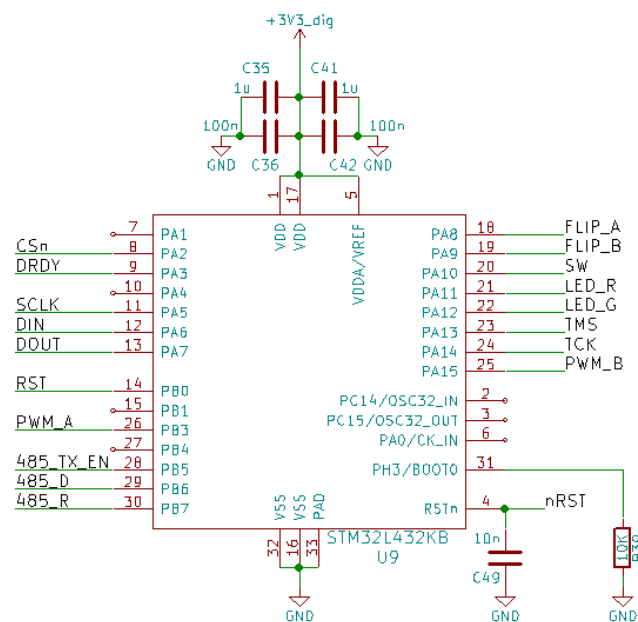 +3V3_dig
C35 C41
1u 1u
100n 100n
GND C36 C42 GND
1 17 5
VDD VDD VDDA/VREF
7 PA1
CSn 8 PA2
DRDY 9 PA3
10 PA4
SCLK 11 PA5
DIN 12 PA6
DOUT 13 PA7
RST 14 PB0
15 PB1
PWM_A 26 PB3
27 PB4
485_TX_EN 28 PB5
485_D 29 PB6
485_R 30 PB7
PA8 18 FLIP_A
PA9 19 FLIP_B
PA10 20 SW
PA11 21 LED_R
PA12 22 LED_G
PA13 23 TMS
PA14 24 TCK
PA15 25 PWM_B
PC14/OSC32_IN 2
PC15/OSC32_OUT 3
PA0/CK_IN 6
PH3/BOOT0 31
RSTn 4 nRST
VSS VSS PAD
32 16 33
STM32L432KB
U9
10n
C49
10K
GND GND GND